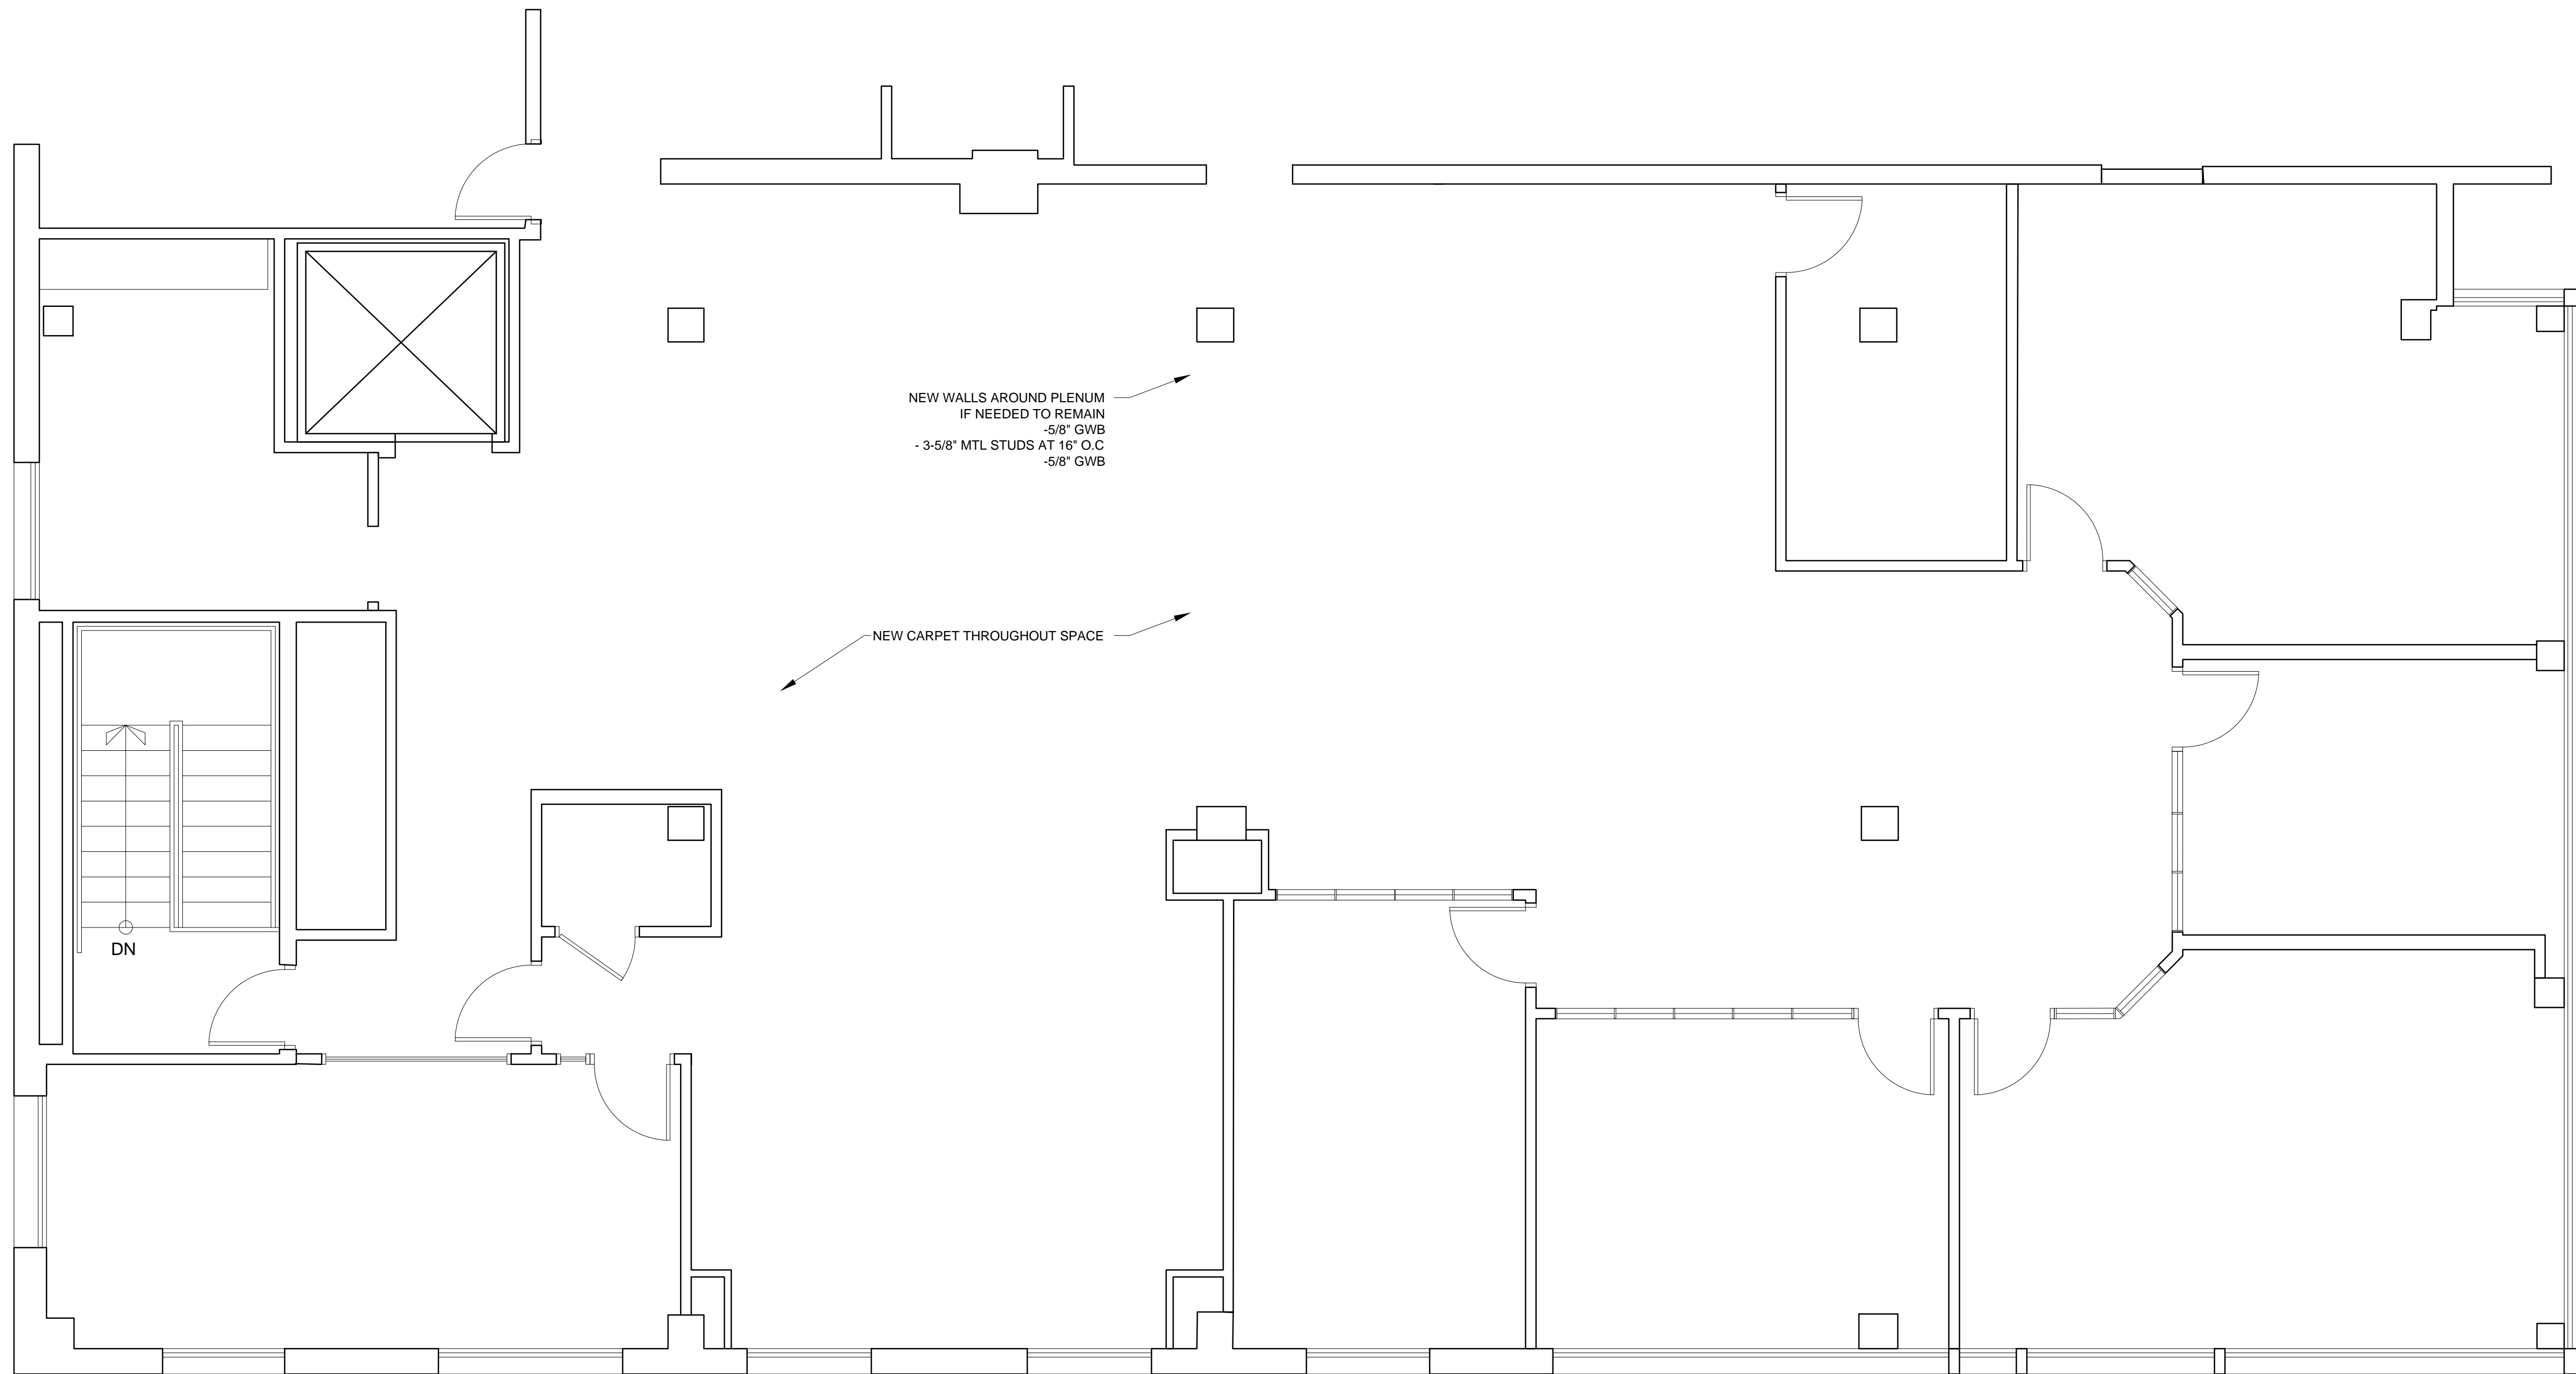 NEW WALLS AROUND PLENUM
IF NEEDED TO REMAIN
-5/8" GWB
- 3-5/8" MTL STUDS AT 16" O.C
-5/8" GWB
NEW CARPET THROUGHOUT SPACE
DN